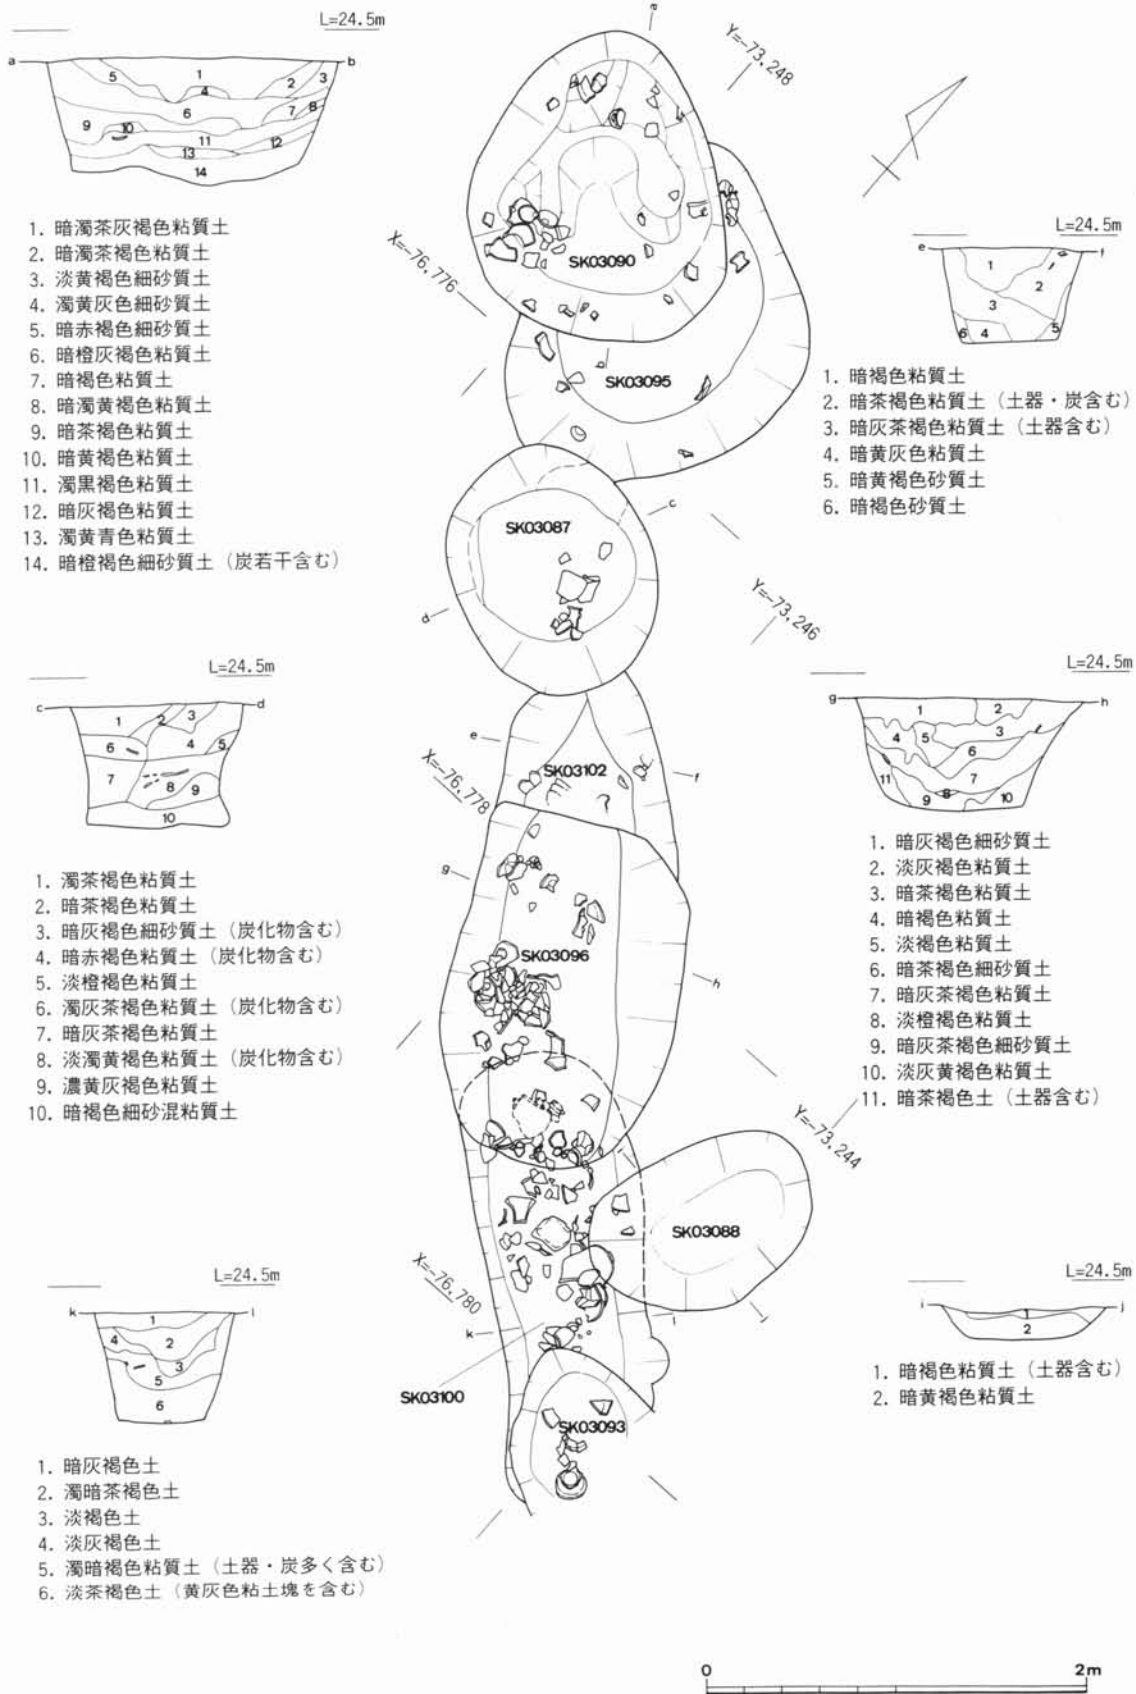 L=24.5m
a
b
1
2
3
4
5
6
7
8
9
10
11
12
13
14
1. 暗濁茶灰褐色粘質土
2. 暗濁茶褐色粘質土
3. 淡黄褐色細砂質土
4. 濁黄灰色細砂質土
5. 暗赤褐色細砂質土
6. 暗橙灰褐色粘質土
7. 暗褐色粘質土
8. 暗濁黄褐色粘質土
9. 暗茶褐色粘質土
10. 暗黄褐色粘質土
11. 濁黒褐色粘質土
12. 暗灰褐色粘質土
13. 濁黄青色粘質土
14. 暗橙褐色細砂質土（炭若干含む）
L=24.5m
c
d
1
2
3
4
5
6
7
8
9
10
1. 濁茶褐色粘質土
2. 暗茶褐色粘質土
3. 暗灰褐色細砂質土（炭化物含む）
4. 暗赤褐色粘質土（炭化物含む）
5. 淡橙褐色粘質土
6. 濁灰茶褐色粘質土（炭化物含む）
7. 暗灰茶褐色粘質土
8. 淡濁黄褐色粘質土（炭化物含む）
9. 濃黄灰褐色粘質土
10. 暗褐色細砂混粘質土
L=24.5m
k
l
1
2
3
4
5
6
1. 暗灰褐色土
2. 濁暗茶褐色土
3. 淡褐色土
4. 淡灰褐色土
5. 濁暗褐色粘質土（土器・炭多く含む）
6. 淡茶褐色土（黄灰色粘土塊を含む）
a
Y=-73,248
X=-76,776
SK03090
b
SK03095
c
SK03087
d
Y=-73,246
e
f
SK03102
X=-76,778
g
SK03096
h
Y=-73,244
SK03088
i
j
X=-76,780
k
l
SK03100
SK03093
L=24.5m
e
f
1
2
3
4
5
6
1. 暗褐色粘質土
2. 暗茶褐色粘質土（土器・炭含む）
3. 暗灰茶褐色粘質土（土器含む）
4. 暗黄灰色粘質土
5. 暗黄褐色砂質土
6. 暗褐色砂質土
L=24.5m
g
h
1
2
3
4
5
6
7
8
9
10
11
1. 暗灰褐色細砂質土
2. 淡灰褐色粘質土
3. 暗茶褐色粘質土
4. 暗褐色粘質土
5. 淡褐色粘質土
6. 暗茶褐色細砂質土
7. 暗灰茶褐色粘質土
8. 淡橙褐色粘質土
9. 暗灰茶褐色細砂質土
10. 淡灰黄褐色粘質土
11. 暗茶褐色土（土器含む）
L=24.5m
i
j
1
2
1. 暗褐色粘質土（土器含む）
2. 暗黄褐色粘質土
0
2m